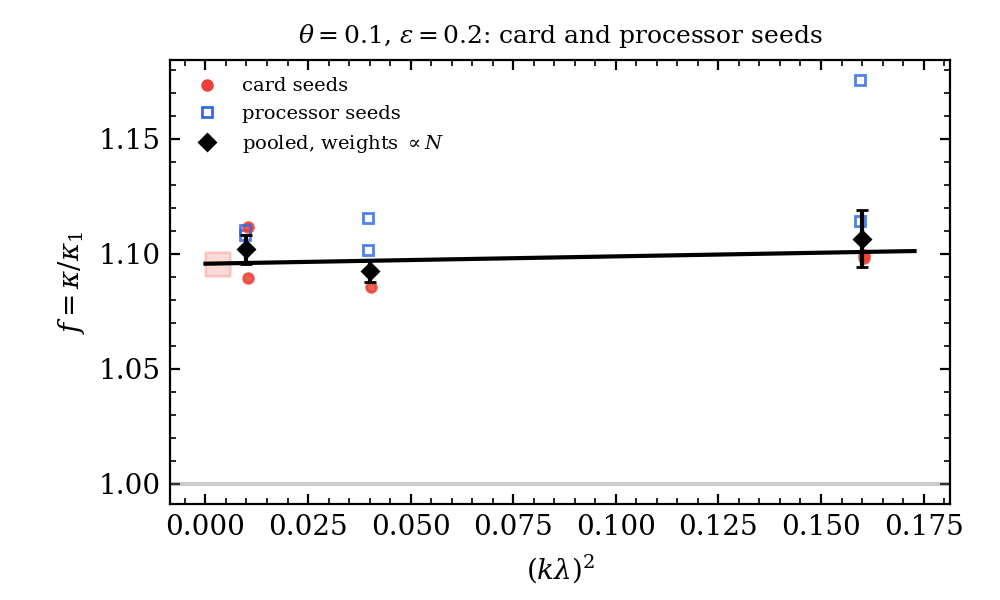 θ = 0.1, ε = 0.2: card and processor seeds
card seeds
processor seeds
pooled, weights ∝ N
f = κ/κ₁
1.15
1.10
1.05
1.00
0.000 0.025 0.050 0.075 0.100 0.125 0.150 0.175
(kλ)²